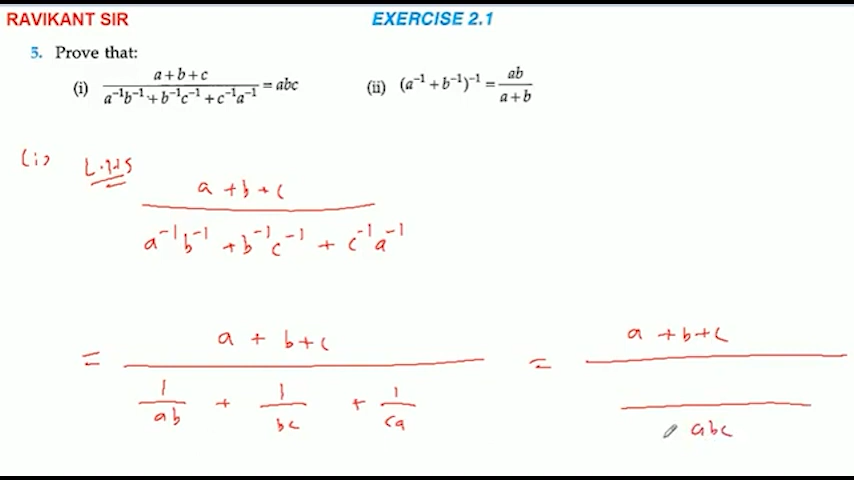 RAVIKANT SIR
EXERCISE 2.1
5. Prove that:
(i) (a+b+c)/(a⁻¹b⁻¹+b⁻¹c⁻¹+c⁻¹a⁻¹) = abc (ii) (a⁻¹+b⁻¹)⁻¹ = ab/(a+b)
(i) L.H.S
a+b+c
a⁻¹b⁻¹ + b⁻¹c⁻¹ + c⁻¹a⁻¹
= (a+b+c)/(1/ab + 1/bc + 1/ca) = a+b+c
abc